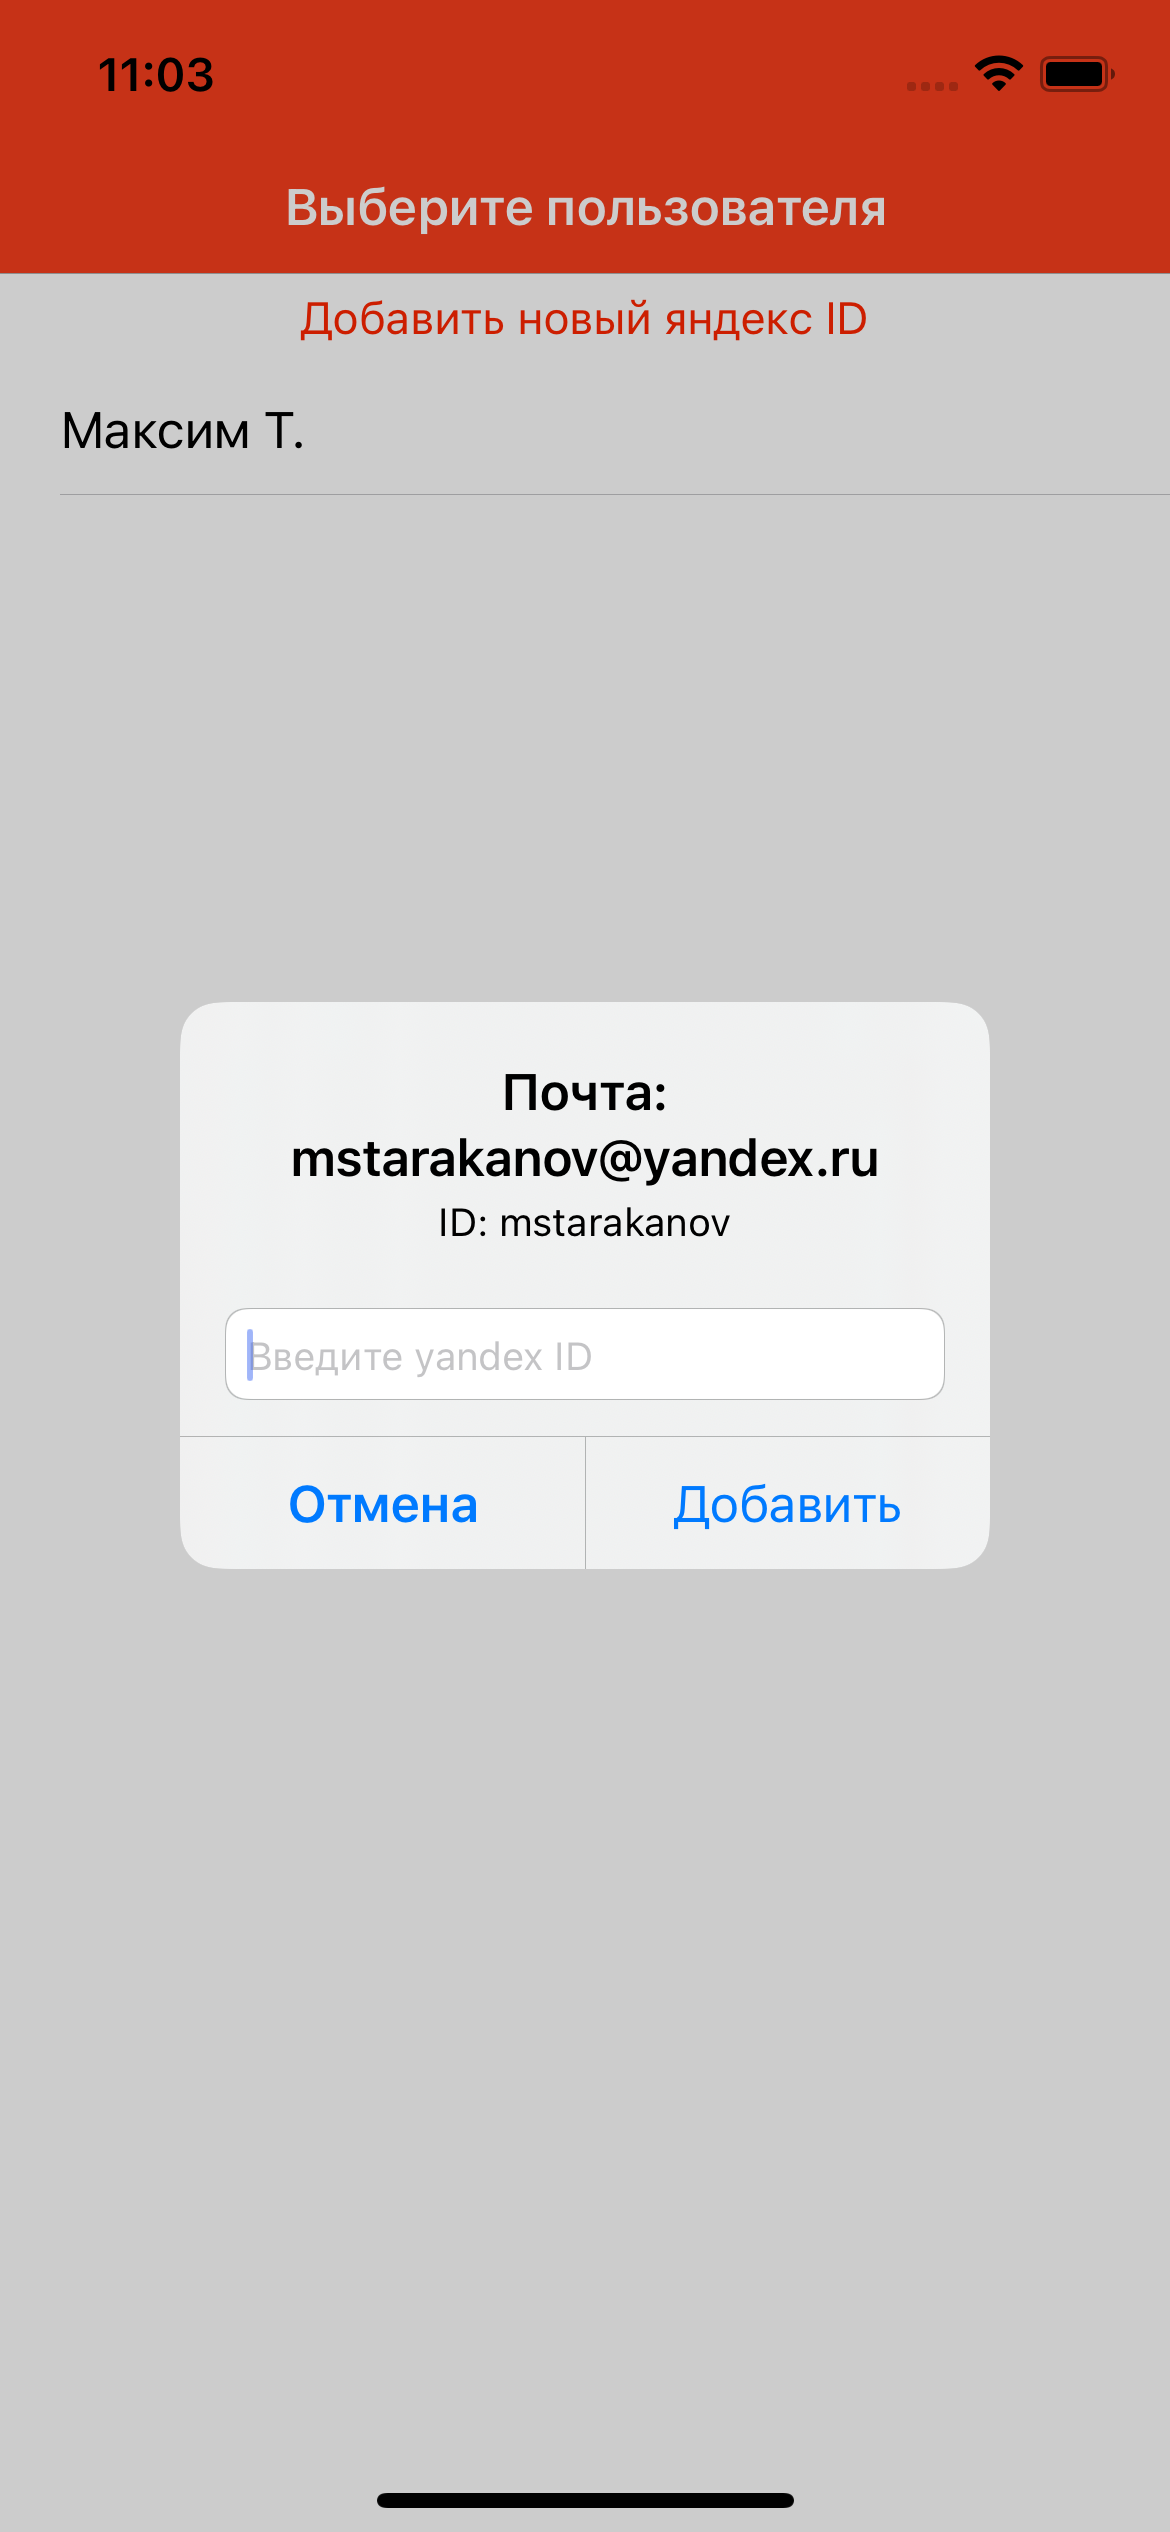 11:03
Выберите пользователя
Добавить новый яндекс ID
Максим Т.
Почта:
mstarakanov@yandex.ru
ID: mstarakanov
Введите yandex ID
Отмена
Добавить